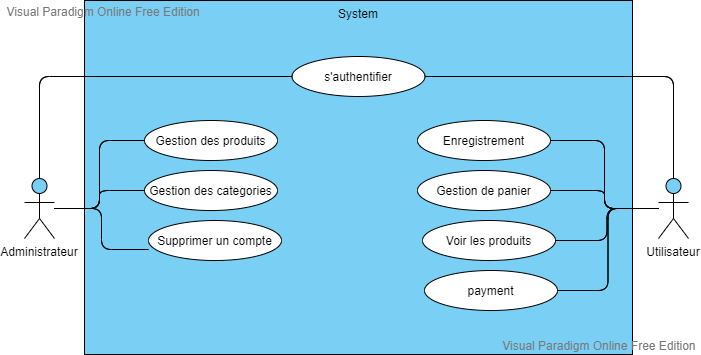 Visual Paradigm Online Free Edition
System
s'authentifier
Gestion des produits
Enregistrement
Gestion des categories
Gestion de panier
Administrateur
Supprimer un compte
Voir les produits
Utilisateur
payment
Visual Paradigm Online Free Edition